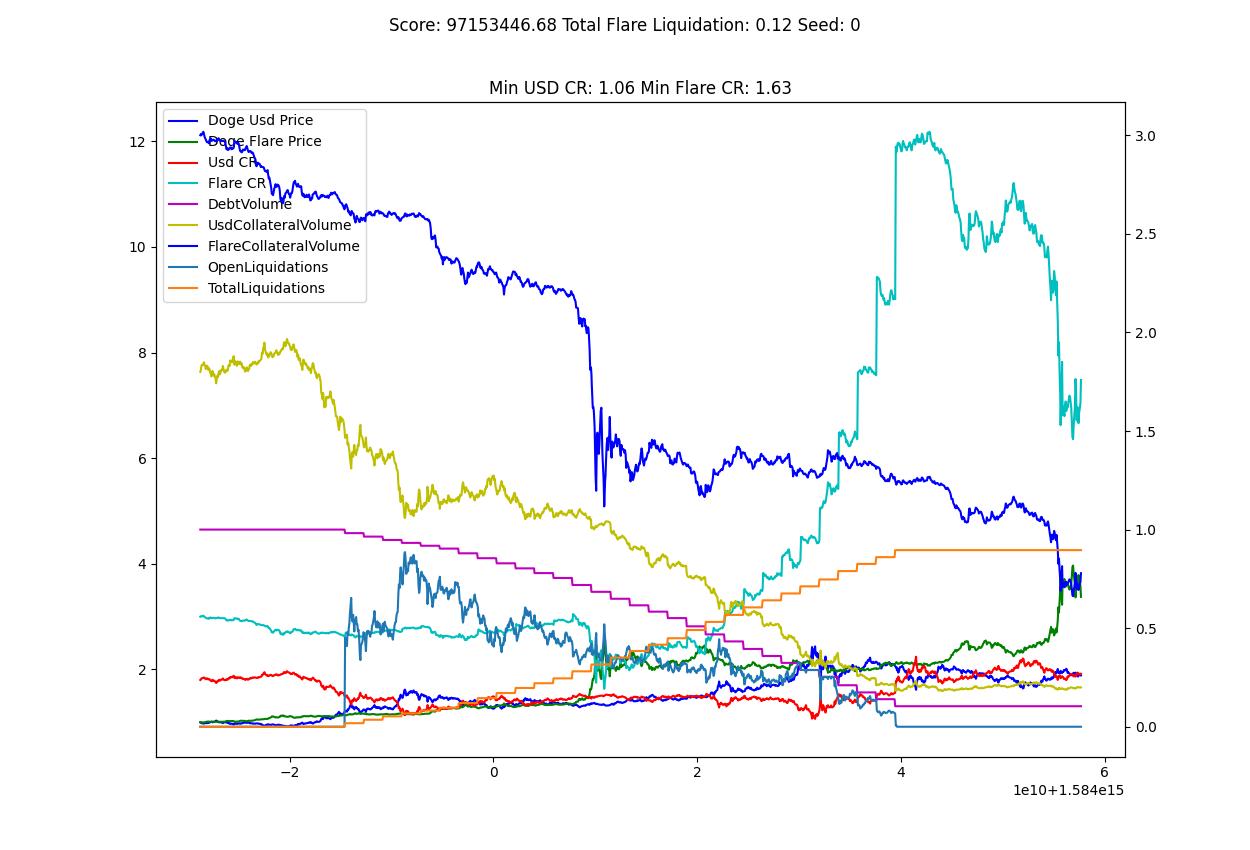 Score: 97153446.68 Total Flare Liquidation: 0.12 Seed: 0
Min USD CR: 1.06 Min Flare CR: 1.63
Doge Usd Price
Doge Flare Price
Usd CR
Flare CR
DebtVolume
UsdCollateralVolume
FlareCollateralVolume
OpenLiquidations
TotalLiquidations
12
10
8
6
4
2
3.0
2.5
2.0
1.5
1.0
0.5
0.0
−2
0
2
4
6
1e10+1.584e15